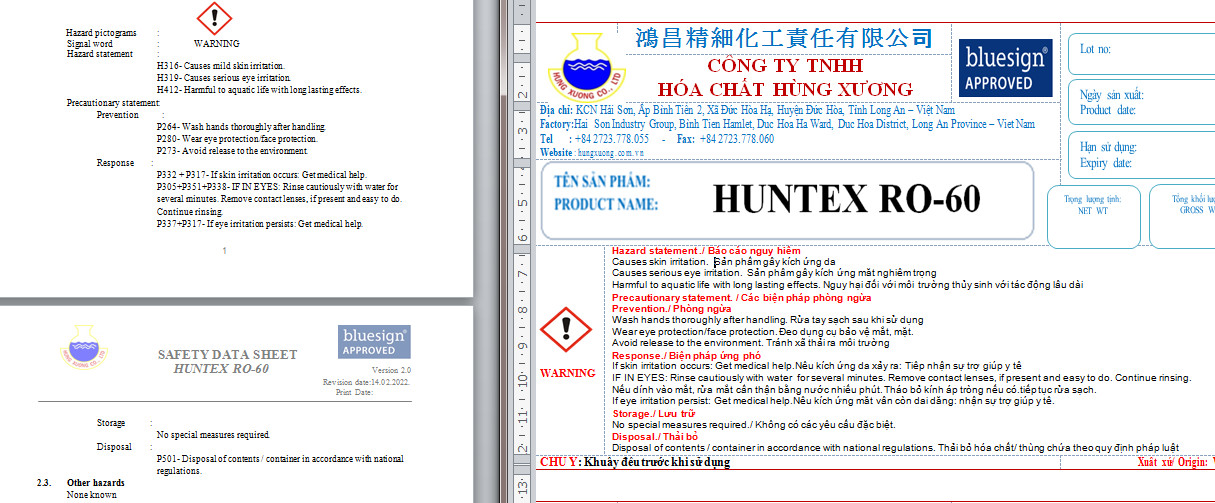 Hazard pictograms :
Signal word : WARNING
Hazard statement :
H316- Causes mild skin irritation.
H319- Causes serious eye irritation.
H412- Harmful to aquatic life with long lasting effects.
Precautionary statement:
Prevention :
P264- Wash hands thoroughly after handling.
P280- Wear eye protection/face protection.
P273- Avoid release to the environment.
Response :
P332 + P317- If skin irritation occurs: Get medical help.
P305+P351+P338- IF IN EYES: Rinse cautiously with water for
several minutes. Remove contact lenses, if present and easy to do.
Continue rinsing.
P337+P317- If eye irritation persists: Get medical help.
1
HUNG XUONG CO., LTD
SAFETY DATA SHEET
HUNTEX RO-60
bluesign®
APPROVED
Version 2.0
Revision date:14.02.2022.
Print Date:
Storage :
No special measures required.
Disposal :
P501- Disposal of contents / container in accordance with national
regulations.
2.3. Other hazards
None known
鴻昌精細化工責任有限公司
HUNG XUONG CO., LTD
CÔNG TY TNHH
HÓA CHẤT HÙNG XƯƠNG
bluesign®
APPROVED
Địa chỉ: KCN Hải Sơn, Ấp Bình Tiền 2, Xã Đức Hòa Hạ, Huyện Đức Hòa, Tỉnh Long An – Việt Nam
Factory:Hai Son Industry Group, Binh Tien Hamlet, Duc Hoa Ha Ward, Duc Hoa District, Long An Province – Viet Nam
Tel : +84 2723.778.055 - Fax: +84 2723.778.060
Website : hungxuong.com.vn
Lot no:
Ngày sản xuất:
Product date:
Hạn sử dụng:
Expiry date:
TÊN SẢN PHẨM:
PRODUCT NAME:
HUNTEX RO-60
Trọng lượng tịnh:
NET WT
Tổng khối
GROSS W
Hazard statement./ Báo cáo nguy hiểm
Causes skin irritation. Sản phẩm gây kích ứng da
Causes serious eye irritation. Sản phẩm gây kích ứng mắt nghiêm trọng
Harmful to aquatic life with long lasting effects. Nguy hại đối với môi trường thủy sinh với tác động lâu dài
Precautionary statement. / Các biện pháp phòng ngừa
Prevention./ Phòng ngừa
Wash hands thoroughly after handling. Rửa tay sạch sau khi sử dụng
Wear eye protection/face protection. Đeo dụng cụ bảo vệ mắt, mặt.
Avoid release to the environment. Tránh xả thải ra môi trường
Response./ Biện pháp ứng phó
If skin irritation occurs: Get medical help.Nếu kích ứng da xảy ra: Tiếp nhận sự trợ giúp y tế
IF IN EYES: Rinse cautiously with water for several minutes. Remove contact lenses, if present and easy to do. Continue rinsing.
Nếu dính vào mắt, rửa mắt cẩn thận bằng nước nhiều phút. Tháo bỏ kính áp tròng nếu có.tiếp tục rửa sạch.
If eye irritation persist: Get medical help.Nếu kích ứng mắt vẫn còn dai dẳng: nhận sự trợ giúp y tế.
Storage./ Lưu trữ
No special measures required./ Không có các yêu cầu đặc biệt.
Disposal./ Thải bỏ
Disposal of contents / container in accordance with national regulations. Thải bỏ hóa chất/ thùng chứa theo quy định pháp luật
WARNING
CHÚ Ý: Khuấy đều trước khi sử dụng
Xuất xứ/ Origin: